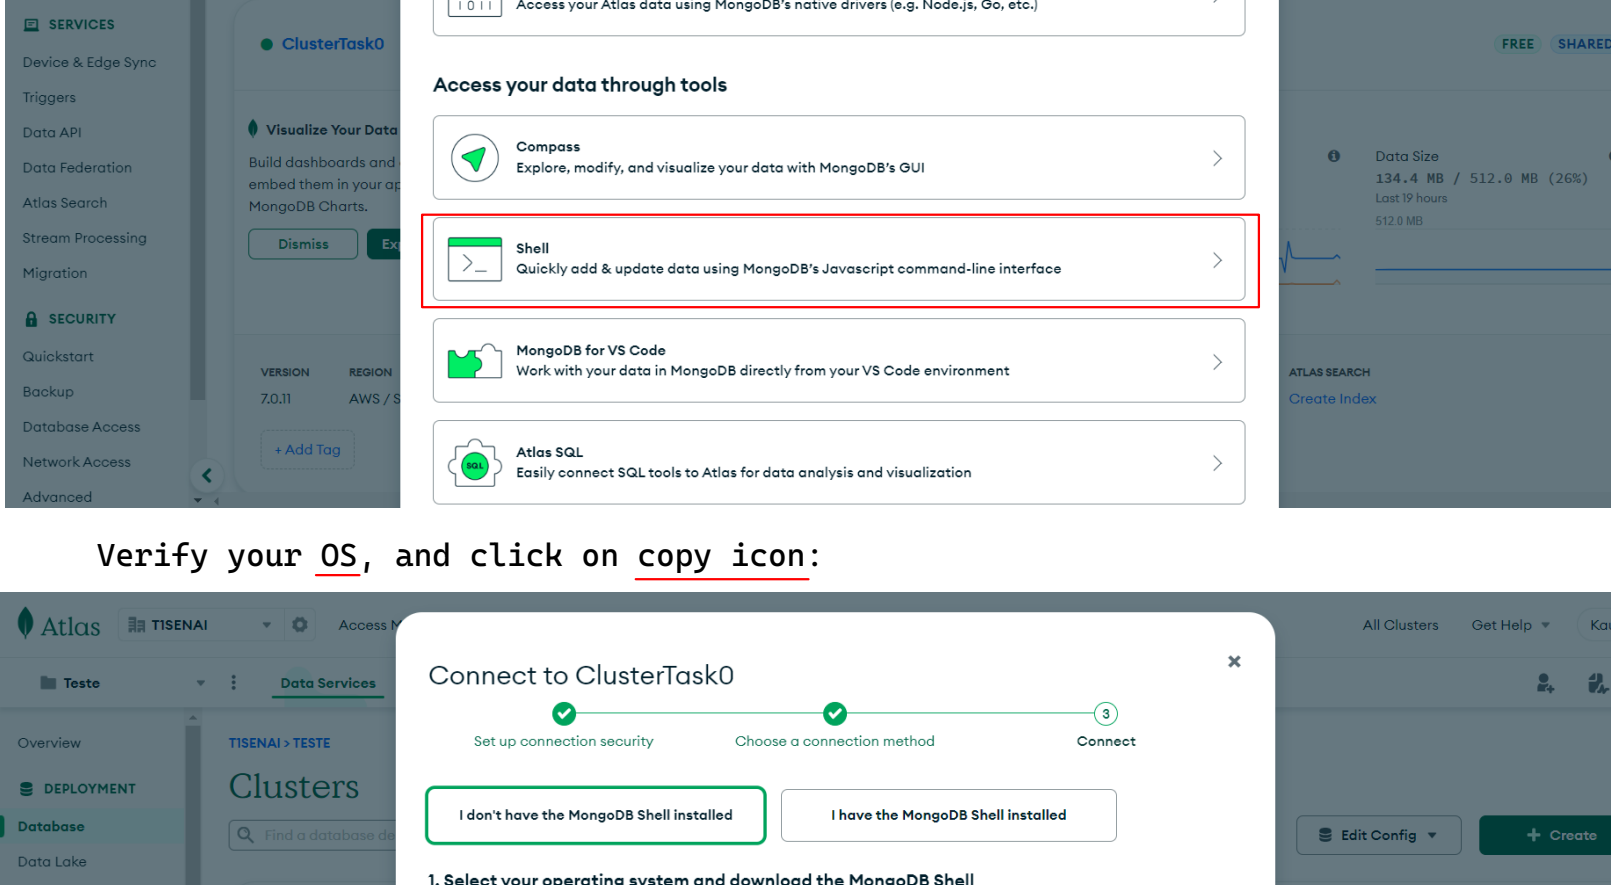 SERVICES
Device & Edge Sync
Triggers
Data API
Data Federation
Atlas Search
Stream Processing
Migration
SECURITY
Quickstart
Backup
Database Access
Network Access
Advanced
ClusterTask0
Visualize Your Data
Build dashboards and
embed them in your ap
MongoDB Charts.
Dismiss
Ex
VERSION REGION
7.0.11 AWS / S
+ Add Tag
1011
Access your Atlas data using MongoDB's native drivers (e.g. Node.js, Go, etc.)
Access your data through tools
Compass
Explore, modify, and visualize your data with MongoDB's GUI
Shell
Quickly add & update data using MongoDB's Javascript command-line interface
MongoDB for VS Code
Work with your data in MongoDB directly from your VS Code environment
SQL
Atlas SQL
Easily connect SQL tools to Atlas for data analysis and visualization
FREE SHARED
Data Size
134.4 MB / 512.0 MB (26%)
Last 19 hours
512.0 MB
ATLAS SEARCH
Create Index
Verify your OS, and click on copy icon:
Atlas T1SENAI Access M
All Clusters Get Help Kau
Teste Data Services
Overview
DEPLOYMENT
Database
Data Lake
T1SENAI > TESTE
Clusters
Find a database de
Connect to ClusterTask0
3
Set up connection security Choose a connection method Connect
I don't have the MongoDB Shell installed I have the MongoDB Shell installed
1. Select your operating system and download the MongoDB Shell
Edit Config + Create